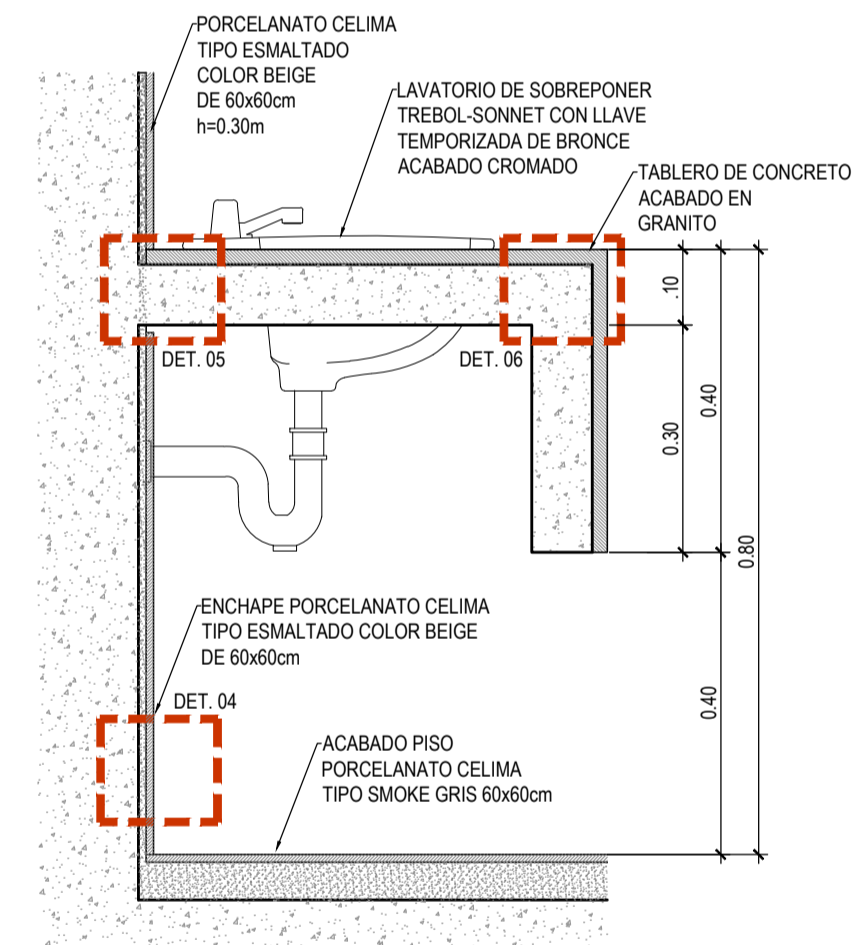 PORCELANATO CELIMA
TIPO ESMALTADO
COLOR BEIGE
DE 60x60cm
h=0.30m
LAVATORIO DE SOBREPONER
TREBOL-SONNET CON LLAVE
TEMPORIZADA DE BRONCE
ACABADO CROMADO
TABLERO DE CONCRETO
ACABADO EN
GRANITO
.10
DET. 05
DET. 06
0.40
0.30
0.80
ENCHAPE PORCELANATO CELIMA
TIPO ESMALTADO COLOR BEIGE
DE 60x60cm
DET. 04
0.40
ACABADO PISO
PORCELANATO CELIMA
TIPO SMOKE GRIS 60x60cm